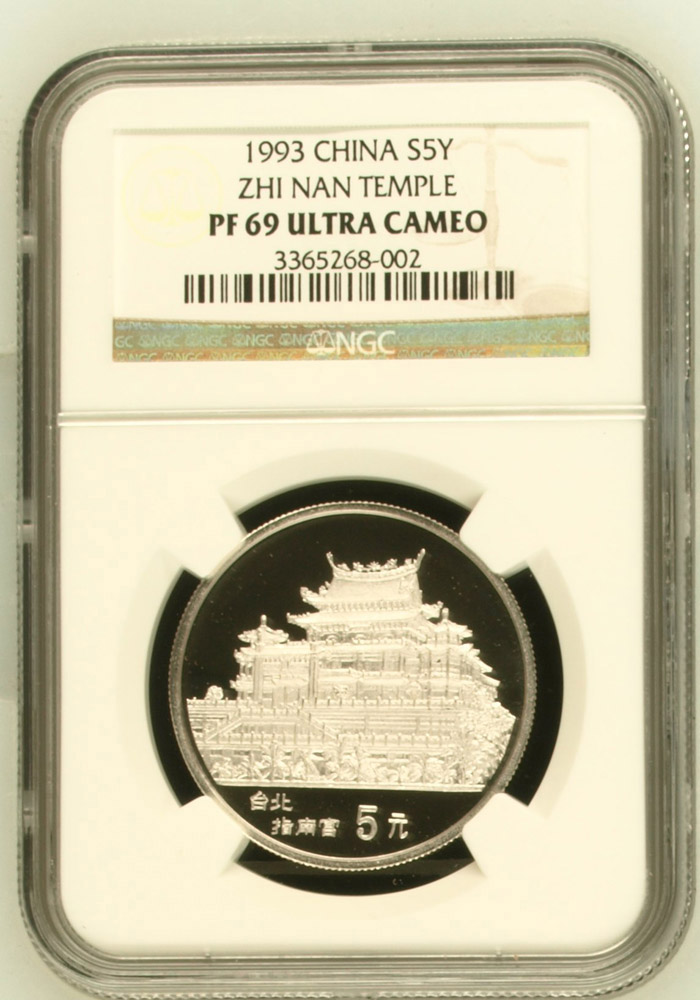 1993 CHINA S5Y
ZHI NAN TEMPLE
PF 69 ULTRA CAMEO
3365268-002
NGC
台北
指南宫 5元